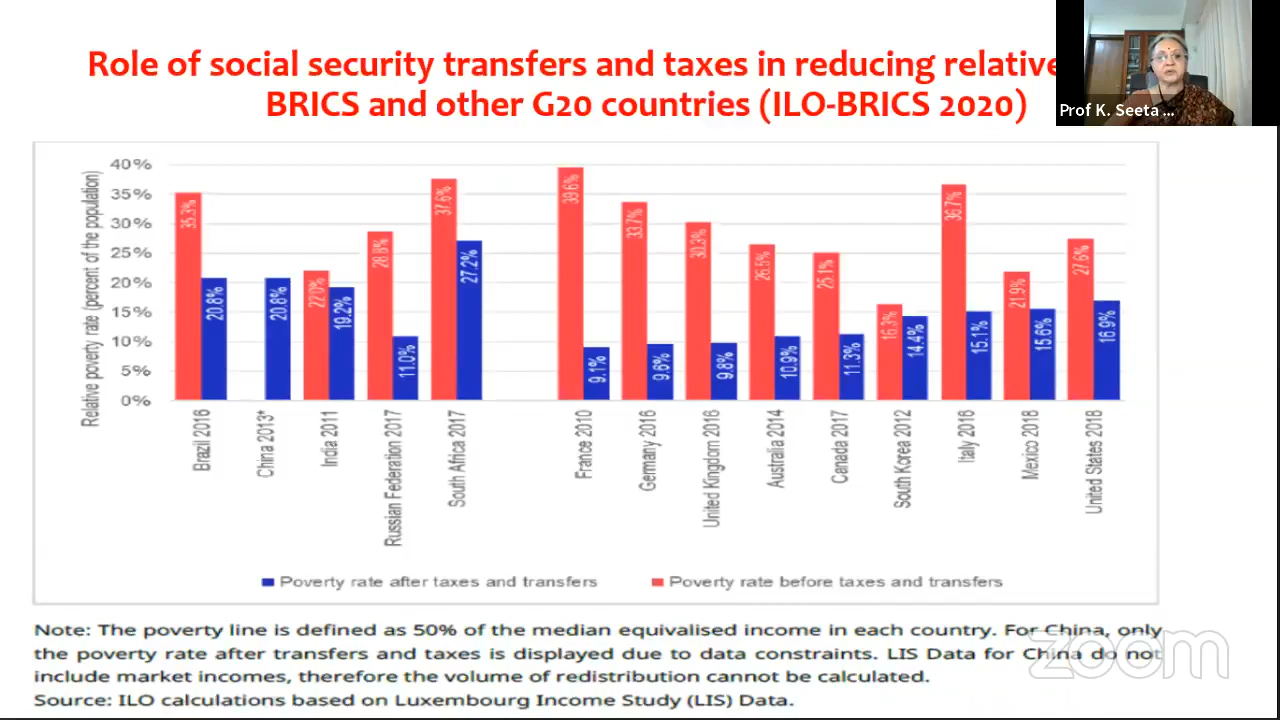 Role of social security transfers and taxes in reducing relative
BRICS and other G20 countries (ILO-BRICS 2020)
Prof K. Seeta ...
Relative poverty rate (percent of the population)
40%
35%
30%
25%
20%
15%
10%
5%
0%
35.3%
20.8%
20.8%
22.0%
19.2%
28.8%
11.0%
37.6%
27.2%
39.6%
9.1%
33.7%
9.6%
30.3%
9.8%
26.5%
10.9%
25.1%
11.3%
16.3%
14.4%
36.7%
15.1%
21.9%
15.6%
27.6%
16.9%
Brazil 2016
China 2013*
India 2011
Russian Federation 2017
South Africa 2017
France 2010
Germany 2016
United Kingdom 2016
Australia 2014
Canada 2017
South Korea 2012
Italy 2016
Mexico 2018
United States 2018
Poverty rate after taxes and transfers
Poverty rate before taxes and transfers
Note: The poverty line is defined as 50% of the median equivalised income in each country. For China, only
the poverty rate after transfers and taxes is displayed due to data constraints. LIS Data for China do not
include market incomes, therefore the volume of redistribution cannot be calculated.
Source: ILO calculations based on Luxembourg Income Study (LIS) Data.
zoom